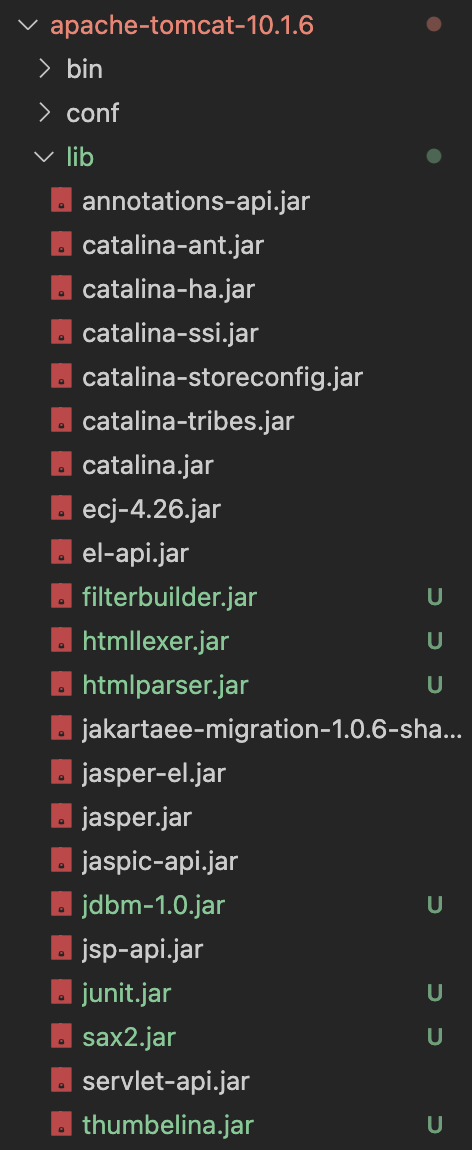 apache-tomcat-10.1.6
bin
conf
lib
annotations-api.jar
catalina-ant.jar
catalina-ha.jar
catalina-ssi.jar
catalina-storeconfig.jar
catalina-tribes.jar
catalina.jar
ecj-4.26.jar
el-api.jar
filterbuilder.jar U
htmllexer.jar U
htmlparser.jar U
jakartaee-migration-1.0.6-sha...
jasper-el.jar
jasper.jar
jaspic-api.jar
jdbm-1.0.jar U
jsp-api.jar
junit.jar U
sax2.jar U
servlet-api.jar
thumbelina.jar U